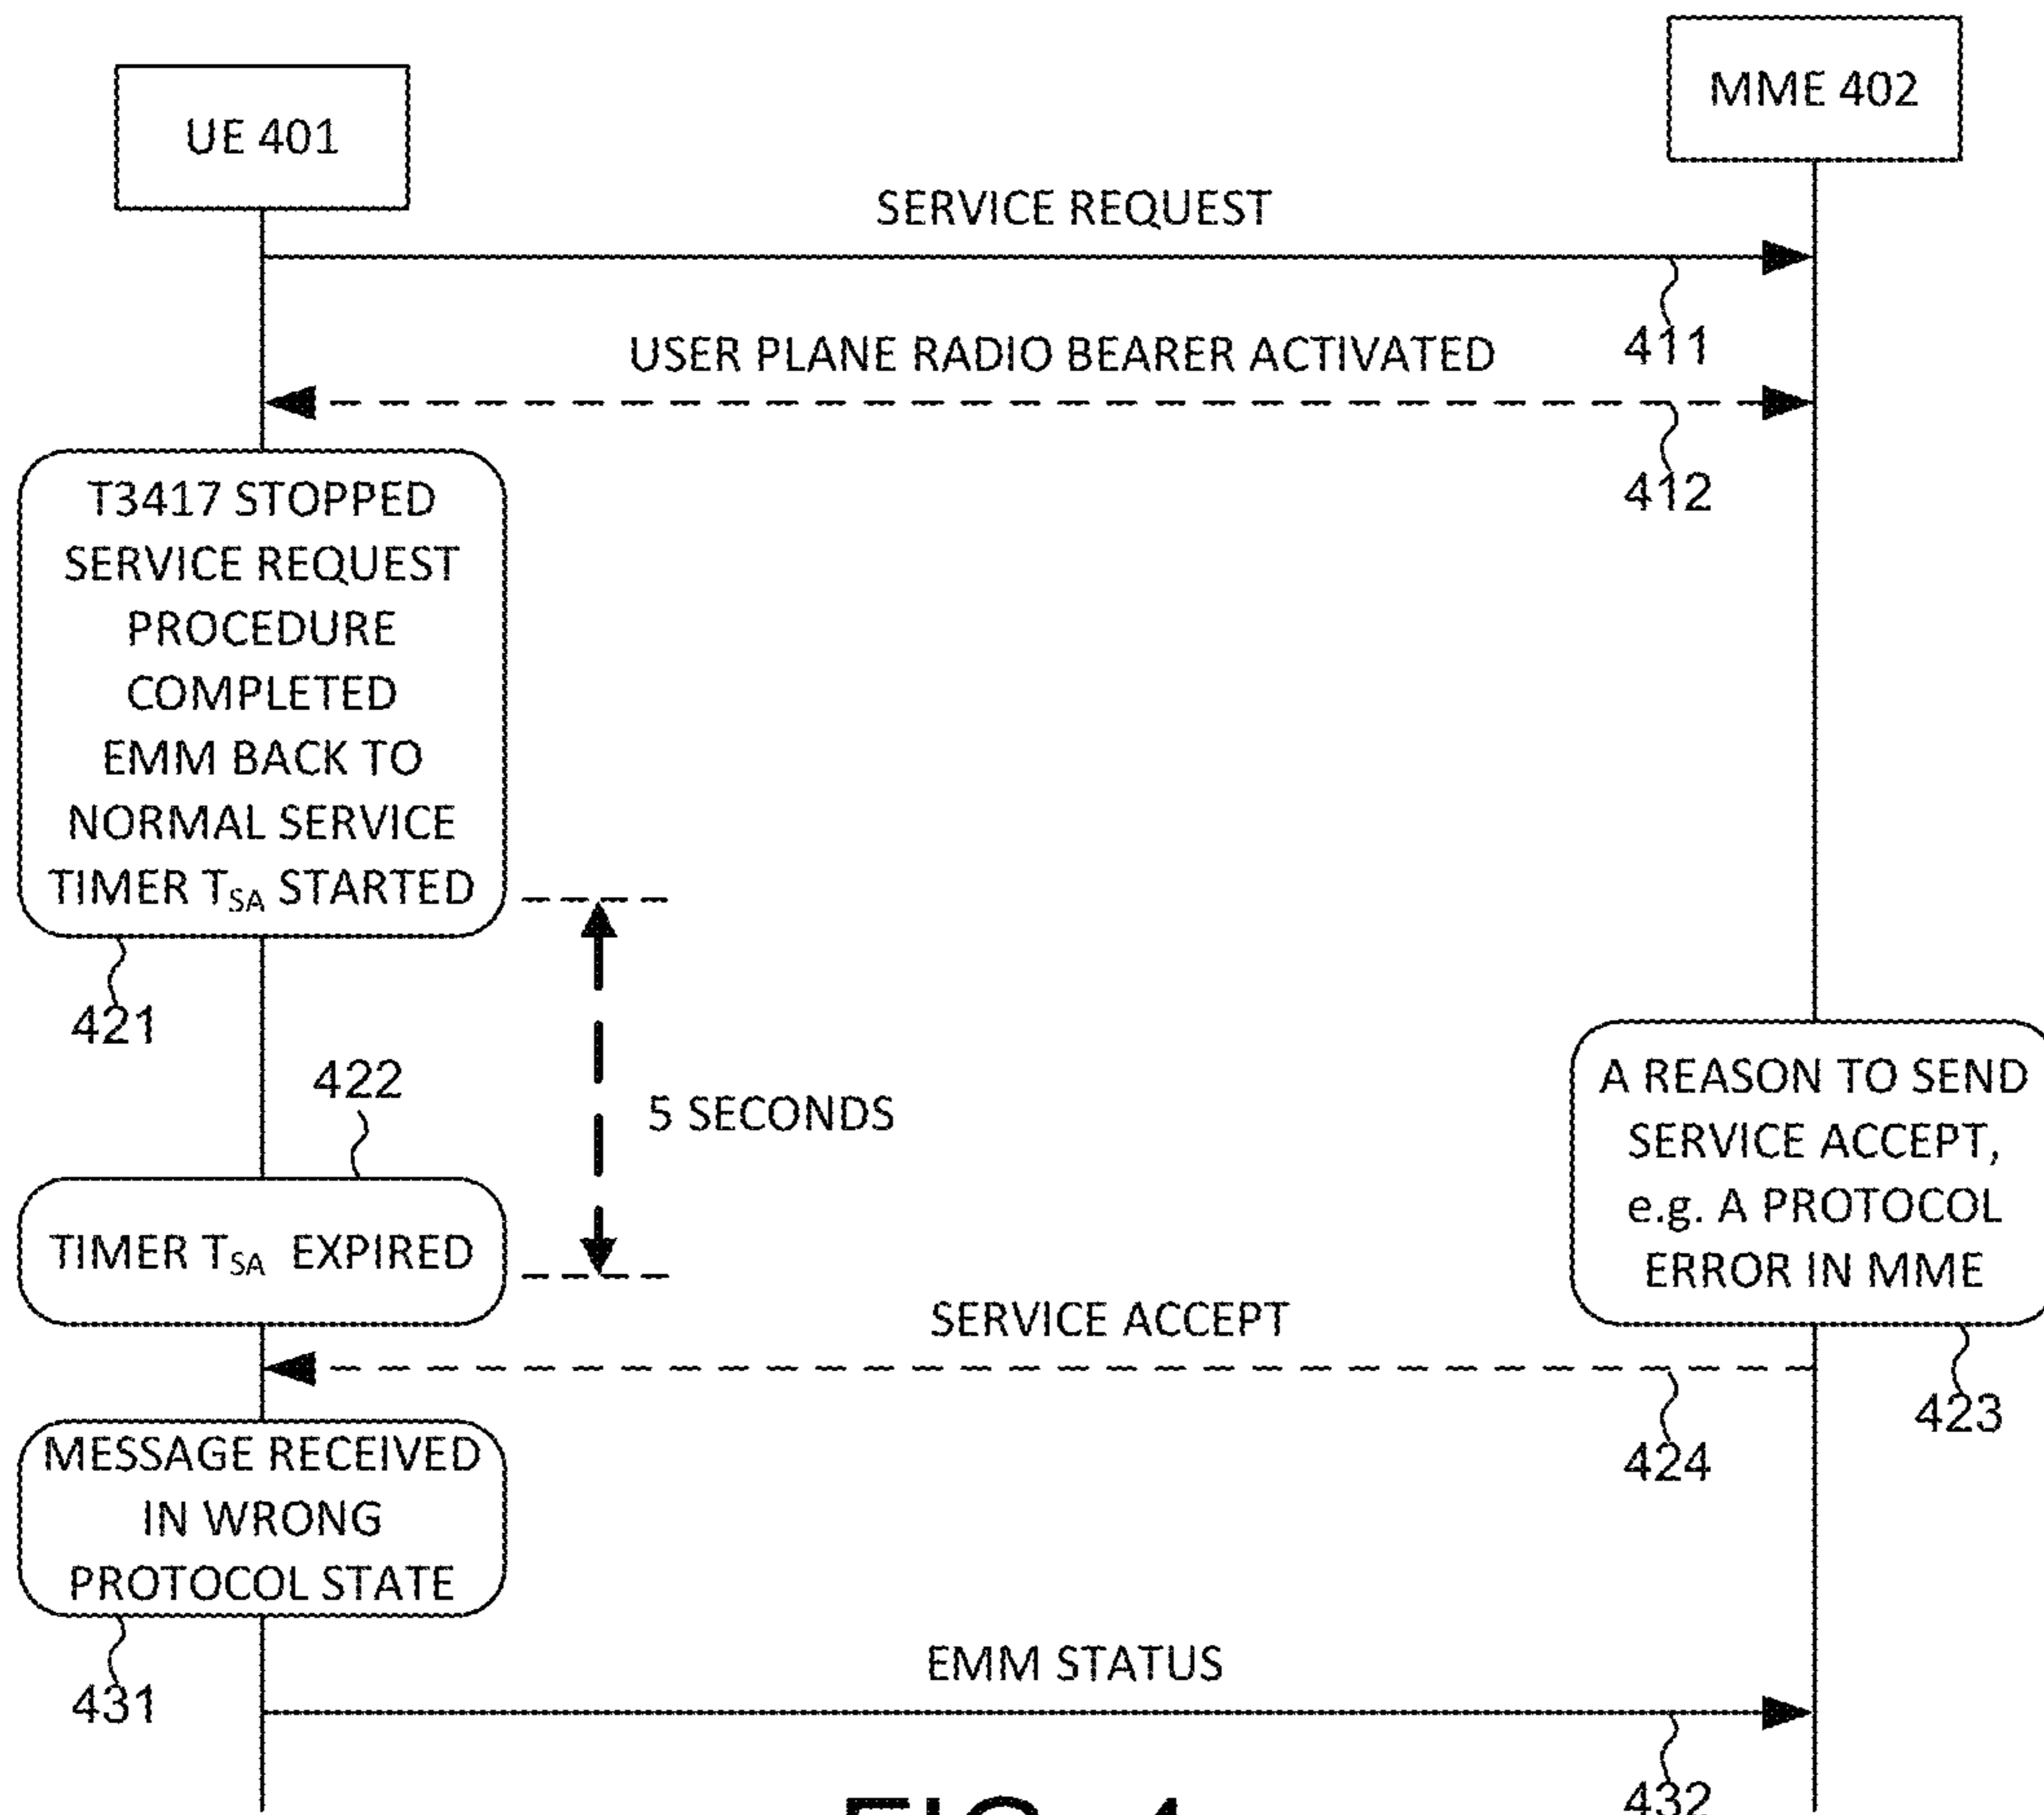 MME 402
UE 401
SERVICE REQUEST
411
USER PLANE RADIO BEARER ACTIVATED
412
T3417 STOPPED
SERVICE REQUEST
PROCEDURE
COMPLETED
EMM BACK TO
NORMAL SERVICE
TIMER TSA STARTED
421
422
5 SECONDS
TIMER TSA EXPIRED
A REASON TO SEND
SERVICE ACCEPT,
e.g. A PROTOCOL
ERROR IN MME
423
SERVICE ACCEPT
424
MESSAGE RECEIVED
IN WRONG
PROTOCOL STATE
431
EMM STATUS
432
FIG. 4